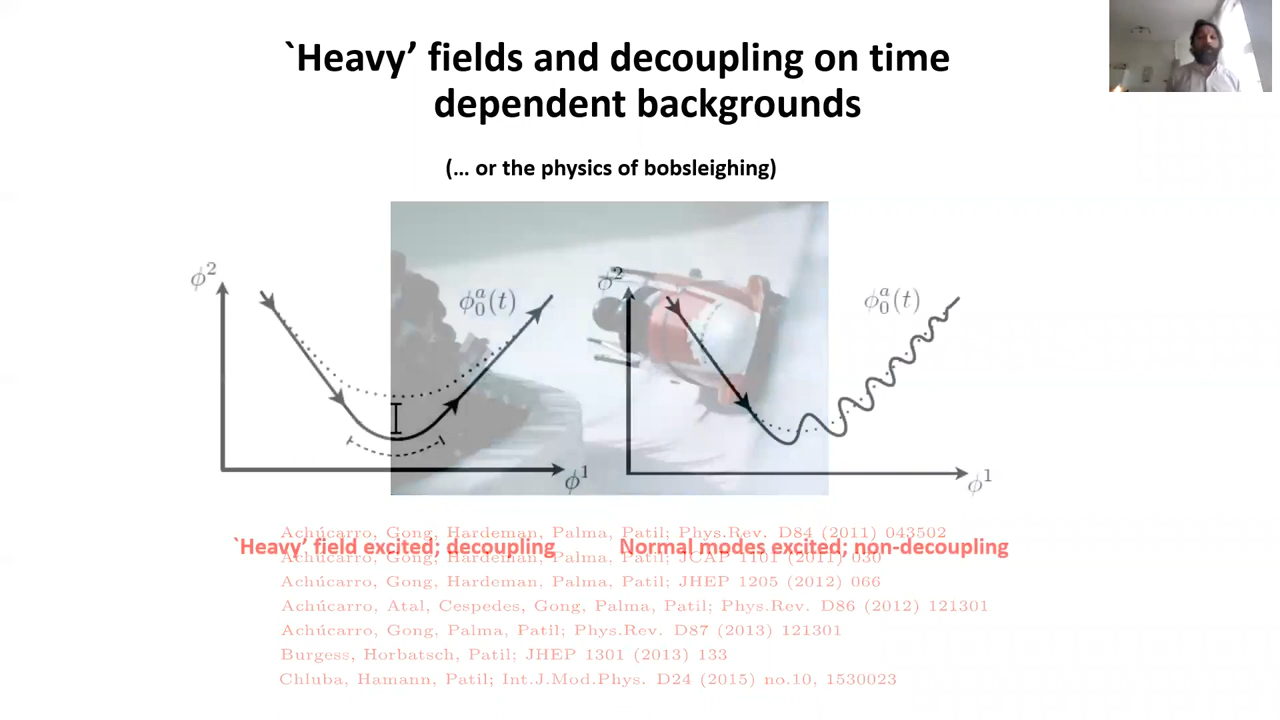 `Heavy' fields and decoupling on time
dependent backgrounds
(... or the physics of bobsleighing)
ϕ²
ϕ₀ᵃ(t)
ϕ¹
ϕ²
ϕ₀ᵃ(t)
ϕ¹
Achúcarro, Gong, Hardeman, Palma, Patil; Phys.Rev. D84 (2011) 043502
`Heavy' field excited; decoupling
Normal modes excited; non-decoupling
Achúcarro, Gong, Hardeman, Palma, Patil; JCAP 1101 (2011) 030
Achúcarro, Gong, Hardeman, Palma, Patil; JHEP 1205 (2012) 066
Achúcarro, Atal, Cespedes, Gong, Palma, Patil; Phys.Rev. D86 (2012) 121301
Achúcarro, Gong, Palma, Patil; Phys.Rev. D87 (2013) 121301
Burgess, Horbatsch, Patil; JHEP 1301 (2013) 133
Chluba, Hamann, Patil; Int.J.Mod.Phys. D24 (2015) no.10, 1530023